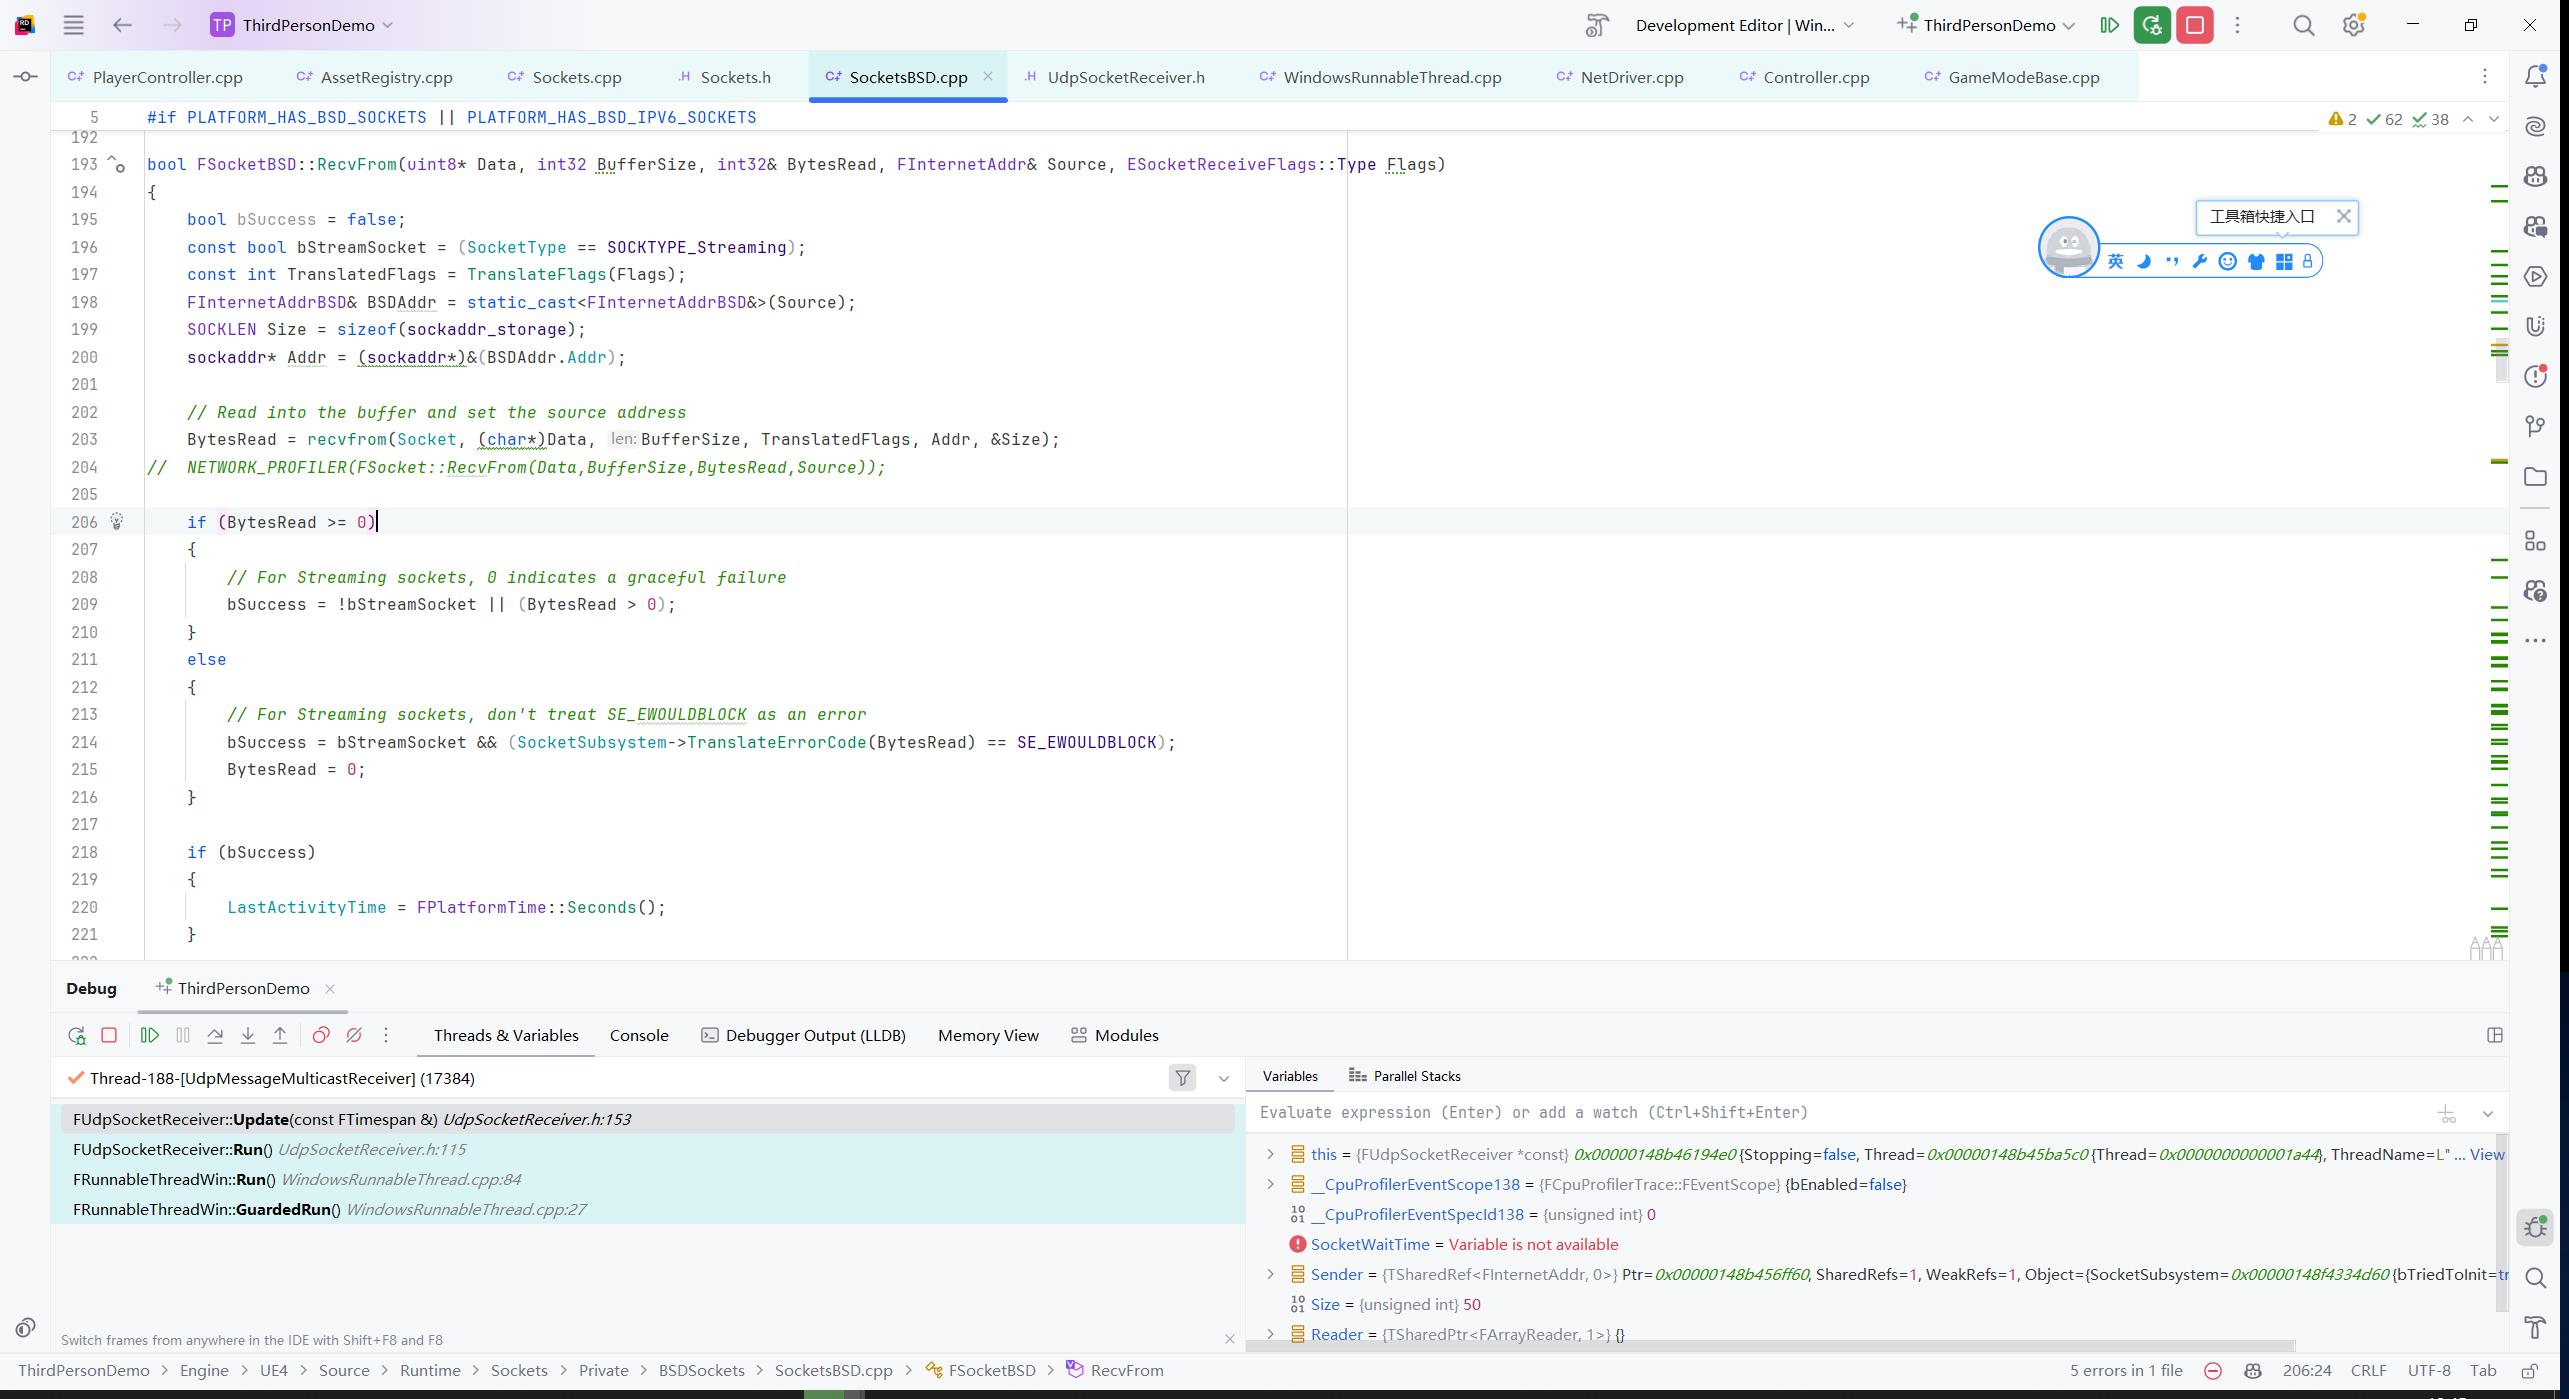 TP ThirdPersonDemo Development Editor | Win... ThirdPersonDemo
C+ PlayerController.cpp C+ AssetRegistry.cpp C+ Sockets.cpp .H Sockets.h C+ SocketsBSD.cpp .H UdpSocketReceiver.h C+ WindowsRunnableThread.cpp C+ NetDriver.cpp C+ Controller.cpp C+ GameModeBase.cpp
5 #if PLATFORM_HAS_BSD_SOCKETS || PLATFORM_HAS_BSD_IPV6_SOCKETS 2 62 38
192
193 bool FSocketBSD::RecvFrom(uint8* Data, int32 BufferSize, int32& BytesRead, FInternetAddr& Source, ESocketReceiveFlags::Type Flags)
194 {
195 bool bSuccess = false;
196 const bool bStreamSocket = (SocketType == SOCKTYPE_Streaming);
197 const int TranslatedFlags = TranslateFlags(Flags);
198 FInternetAddrBSD& BSDAddr = static_cast<FInternetAddrBSD&>(Source);
199 SOCKLEN Size = sizeof(sockaddr_storage);
200 sockaddr* Addr = (sockaddr*)&(BSDAddr.Addr);
201
202 // Read into the buffer and set the source address
203 BytesRead = recvfrom(Socket, (char*)Data, len: BufferSize, TranslatedFlags, Addr, &Size);
204 // NETWORK_PROFILER(FSocket::RecvFrom(Data,BufferSize,BytesRead,Source));
205
206 if (BytesRead >= 0)
207 {
208 // For Streaming sockets, 0 indicates a graceful failure
209 bSuccess = !bStreamSocket || (BytesRead > 0);
210 }
211 else
212 {
213 // For Streaming sockets, don't treat SE_EWOULDBLOCK as an error
214 bSuccess = bStreamSocket && (SocketSubsystem->TranslateErrorCode(BytesRead) == SE_EWOULDBLOCK);
215 BytesRead = 0;
216 }
217
218 if (bSuccess)
219 {
220 LastActivityTime = FPlatformTime::Seconds();
221 }
工具箱快捷入口
英
Debug ThirdPersonDemo
Threads & Variables Console Debugger Output (LLDB) Memory View Modules
Thread-188-[UdpMessageMulticastReceiver] (17384)
FUdpSocketReceiver::Update(const FTimespan &) UdpSocketReceiver.h:153
FUdpSocketReceiver::Run() UdpSocketReceiver.h:115
FRunnableThreadWin::Run() WindowsRunnableThread.cpp:84
FRunnableThreadWin::GuardedRun() WindowsRunnableThread.cpp:27
Switch frames from anywhere in the IDE with Shift+F8 and F8
Variables Parallel Stacks
Evaluate expression (Enter) or add a watch (Ctrl+Shift+Enter)
this = {FUdpSocketReceiver *const} 0x00000148b46194e0 {Stopping=false, Thread=0x00000148b45ba5c0 {Thread=0x0000000000001a44}, ThreadName=L" ... View
__CpuProfilerEventScope138 = {FCpuProfilerTrace::FEventScope} {bEnabled=false}
__CpuProfilerEventSpecId138 = {unsigned int} 0
SocketWaitTime = Variable is not available
Sender = {TSharedRef<FInternetAddr, 0>} Ptr=0x00000148b456ff60, SharedRefs=1, WeakRefs=1, Object={SocketSubsystem=0x00000148f4334d60 {bTriedToInit=tr
Size = {unsigned int} 50
Reader = {TSharedPtr<FArrayReader, 1>} {}
ThirdPersonDemo > Engine > UE4 > Source > Runtime > Sockets > Private > BSDSockets > SocketsBSD.cpp > FSocketBSD > RecvFrom 5 errors in 1 file 206:24 CRLF UTF-8 Tab